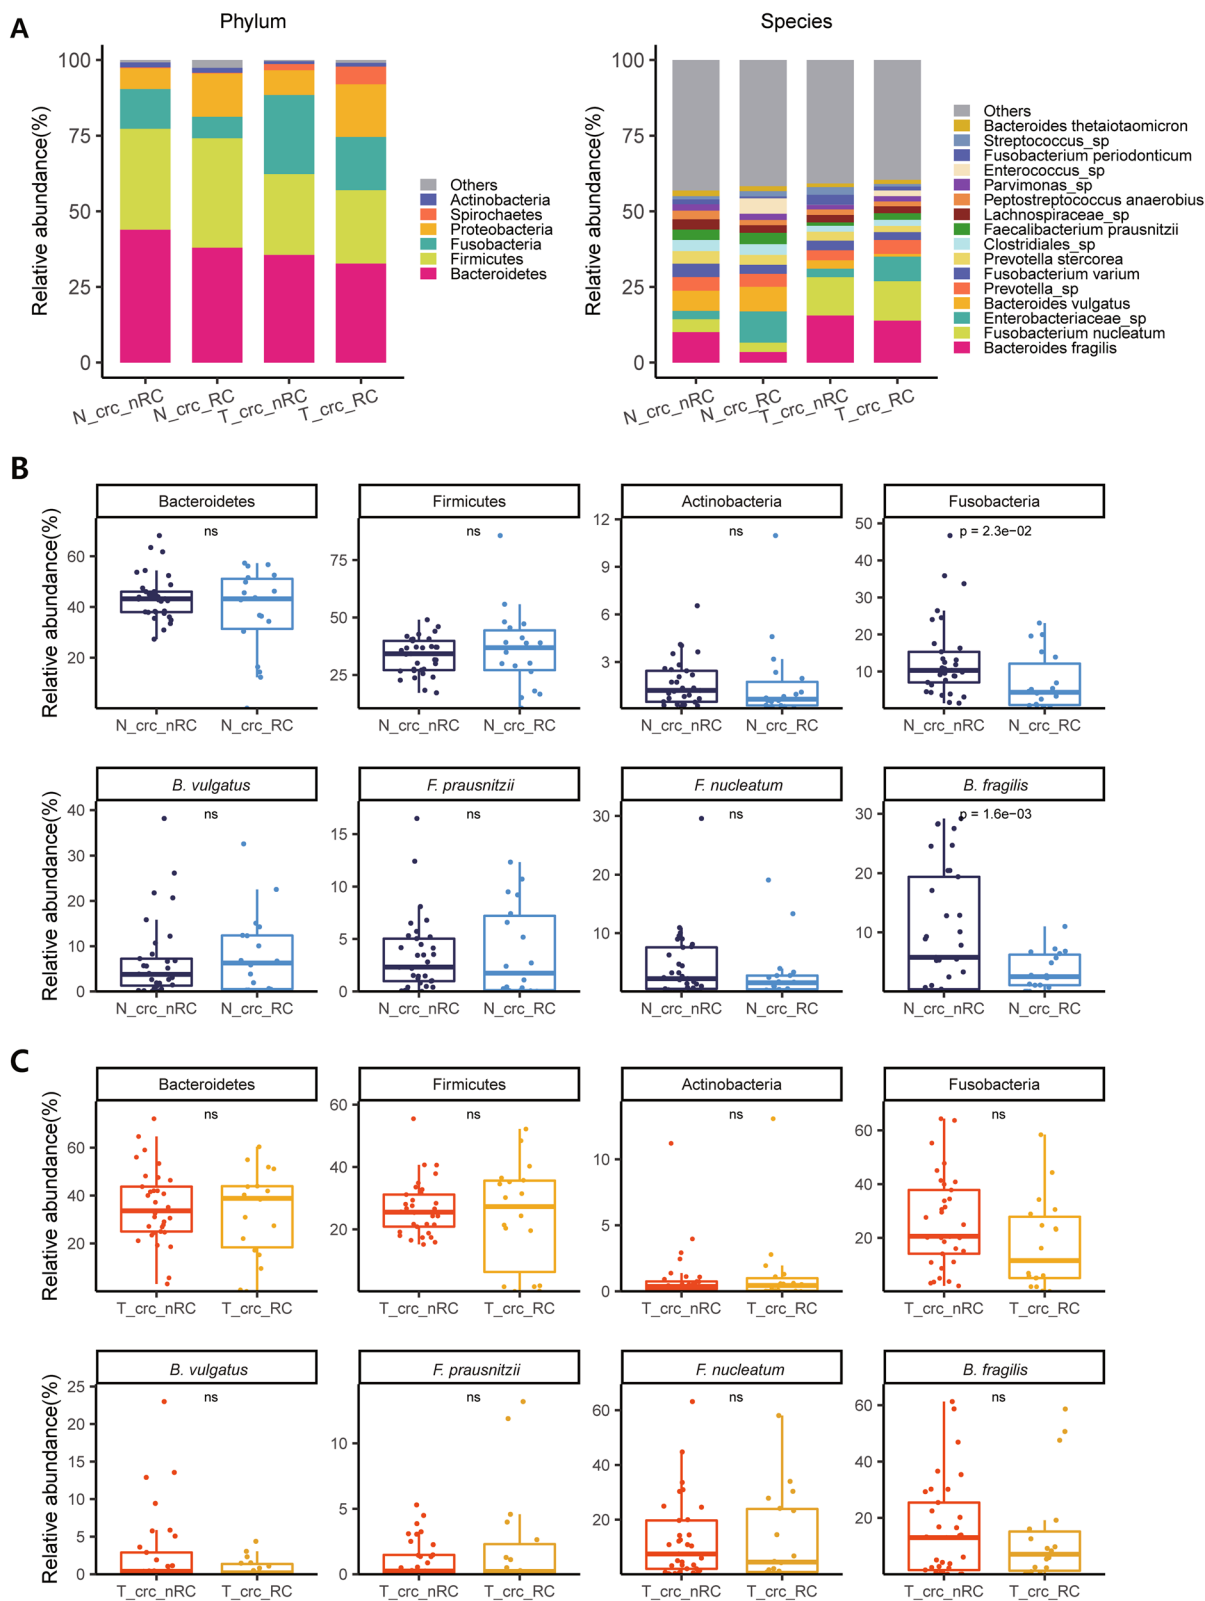 A
Phylum
Species
Relative abundance(%)
100
75
50
25
0
N_crc_nRC
N_crc_RC
T_crc_nRC
T_crc_RC
Others
Actinobacteria
Spirochaetes
Proteobacteria
Fusobacteria
Firmicutes
Bacteroidetes
Relative abundance(%)
100
75
50
25
0
N_crc_nRC
N_crc_RC
T_crc_nRC
T_crc_RC
Others
Bacteroides thetaiotaomicron
Streptococcus_sp
Fusobacterium periodonticum
Enterococcus_sp
Parvimonas_sp
Peptostreptococcus anaerobius
Lachnospiraceae_sp
Faecalibacterium prausnitzii
Clostridiales_sp
Prevotella stercorea
Fusobacterium varium
Prevotella_sp
Bacteroides vulgatus
Enterobacteriaceae_sp
Fusobacterium nucleatum
Bacteroides fragilis
B
Relative abundance(%)
Bacteroidetes
ns
60
40
20
N_crc_nRC N_crc_RC
Firmicutes
ns
75
50
25
N_crc_nRC N_crc_RC
Actinobacteria
ns
12
9
6
3
N_crc_nRC N_crc_RC
Fusobacteria
p = 2.3e−02
50
40
30
20
10
N_crc_nRC N_crc_RC
Relative abundance(%)
B. vulgatus
ns
40
30
20
10
0
N_crc_nRC N_crc_RC
F. prausnitzii
ns
15
10
5
0
N_crc_nRC N_crc_RC
F. nucleatum
ns
30
20
10
N_crc_nRC N_crc_RC
B. fragilis
p = 1.6e−03
30
20
10
N_crc_nRC N_crc_RC
C
Relative abundance(%)
Bacteroidetes
ns
60
40
20
T_crc_nRC T_crc_RC
Firmicutes
ns
60
40
20
T_crc_nRC T_crc_RC
Actinobacteria
ns
10
5
0
T_crc_nRC T_crc_RC
Fusobacteria
ns
60
40
20
T_crc_nRC T_crc_RC
Relative abundance(%)
B. vulgatus
ns
25
20
15
10
5
0
T_crc_nRC T_crc_RC
F. prausnitzii
ns
10
5
0
T_crc_nRC T_crc_RC
F. nucleatum
ns
60
40
20
T_crc_nRC T_crc_RC
B. fragilis
ns
60
40
20
T_crc_nRC T_crc_RC